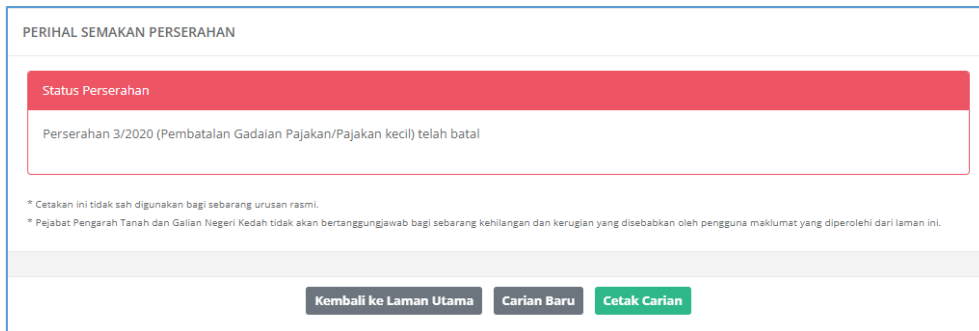 PERIHAL SEMAKAN PERSERAHAN
Status Perserahan
Perserahan 3/2020 (Pembatalan Gadaian Pajakan/Pajakan kecil) telah batal
* Cetakan ini tidak sah digunakan bagi sebarang urusan rasmi.
* Pejabat Pengarah Tanah dan Galian Negeri Kedah tidak akan bertanggungjawab bagi sebarang kehilangan dan kerugian yang disebabkan oleh pengguna maklumat yang diperolehi dari laman ini.
Kembali ke Laman Utama Carian Baru Cetak Carian